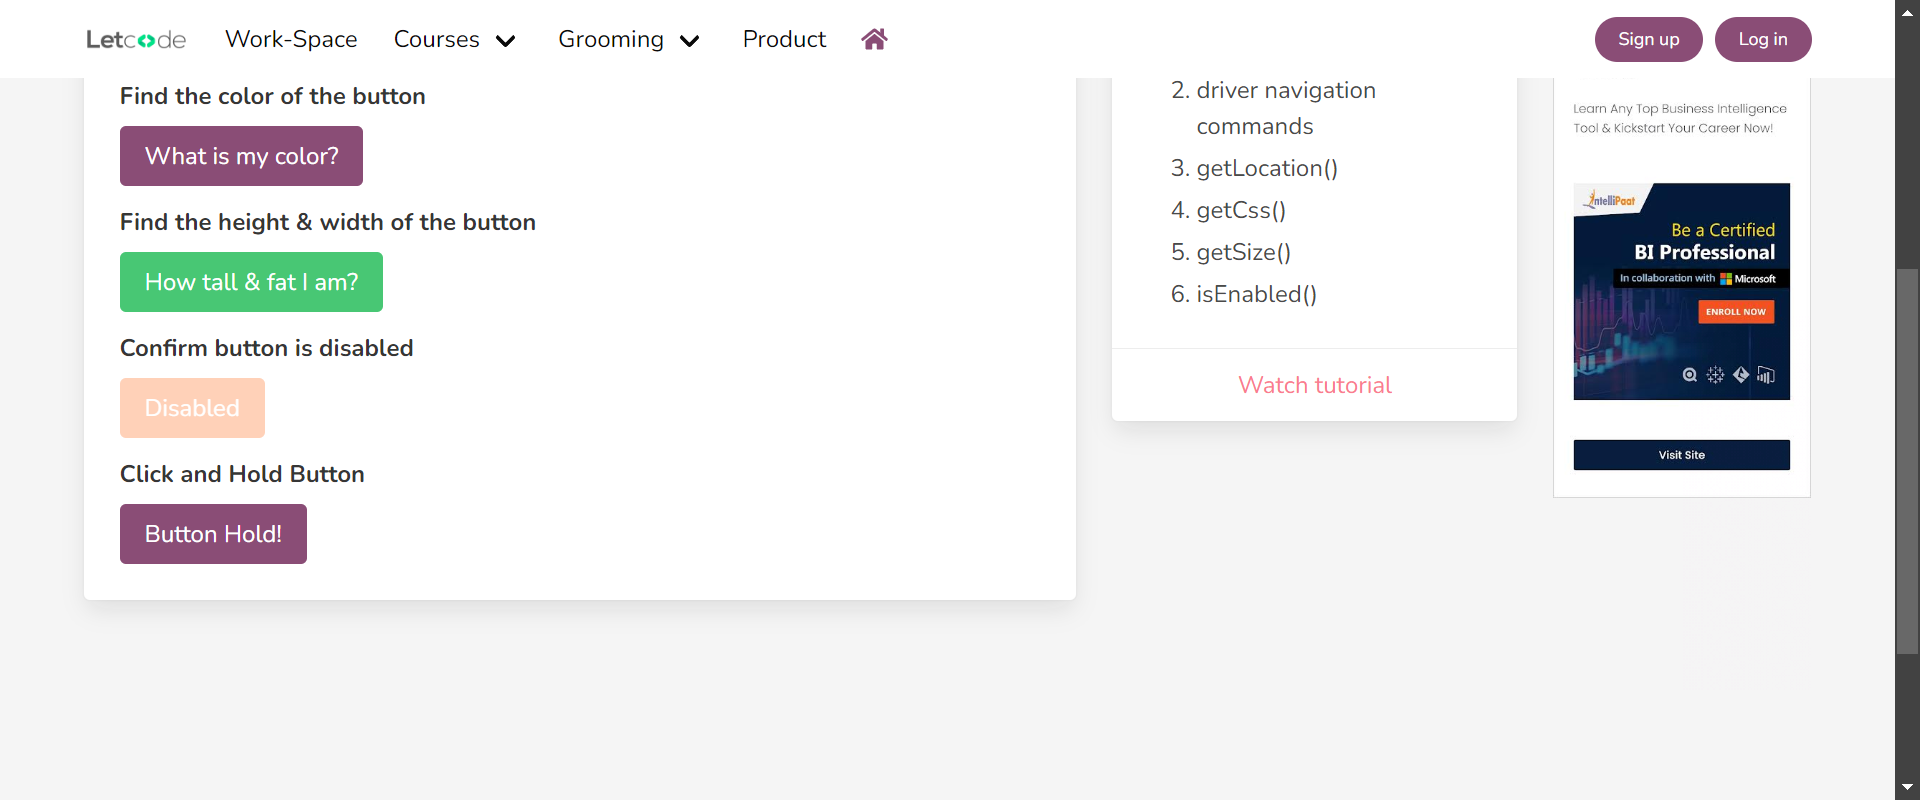 Letcode Work-Space Courses Grooming Product Sign up Log in
Find the color of the button
What is my color?
Find the height & width of the button
How tall & fat I am?
Confirm button is disabled
Disabled
Click and Hold Button
Button Hold!
2. driver navigation
commands
3. getLocation()
4. getCss()
5. getSize()
6. isEnabled()
Watch tutorial
Learn Any Top Business Intelligence
Tool & Kickstart Your Career Now!
intelliPaat
Be a Certified
BI Professional
In collaboration with Microsoft
ENROLL NOW
Visit Site